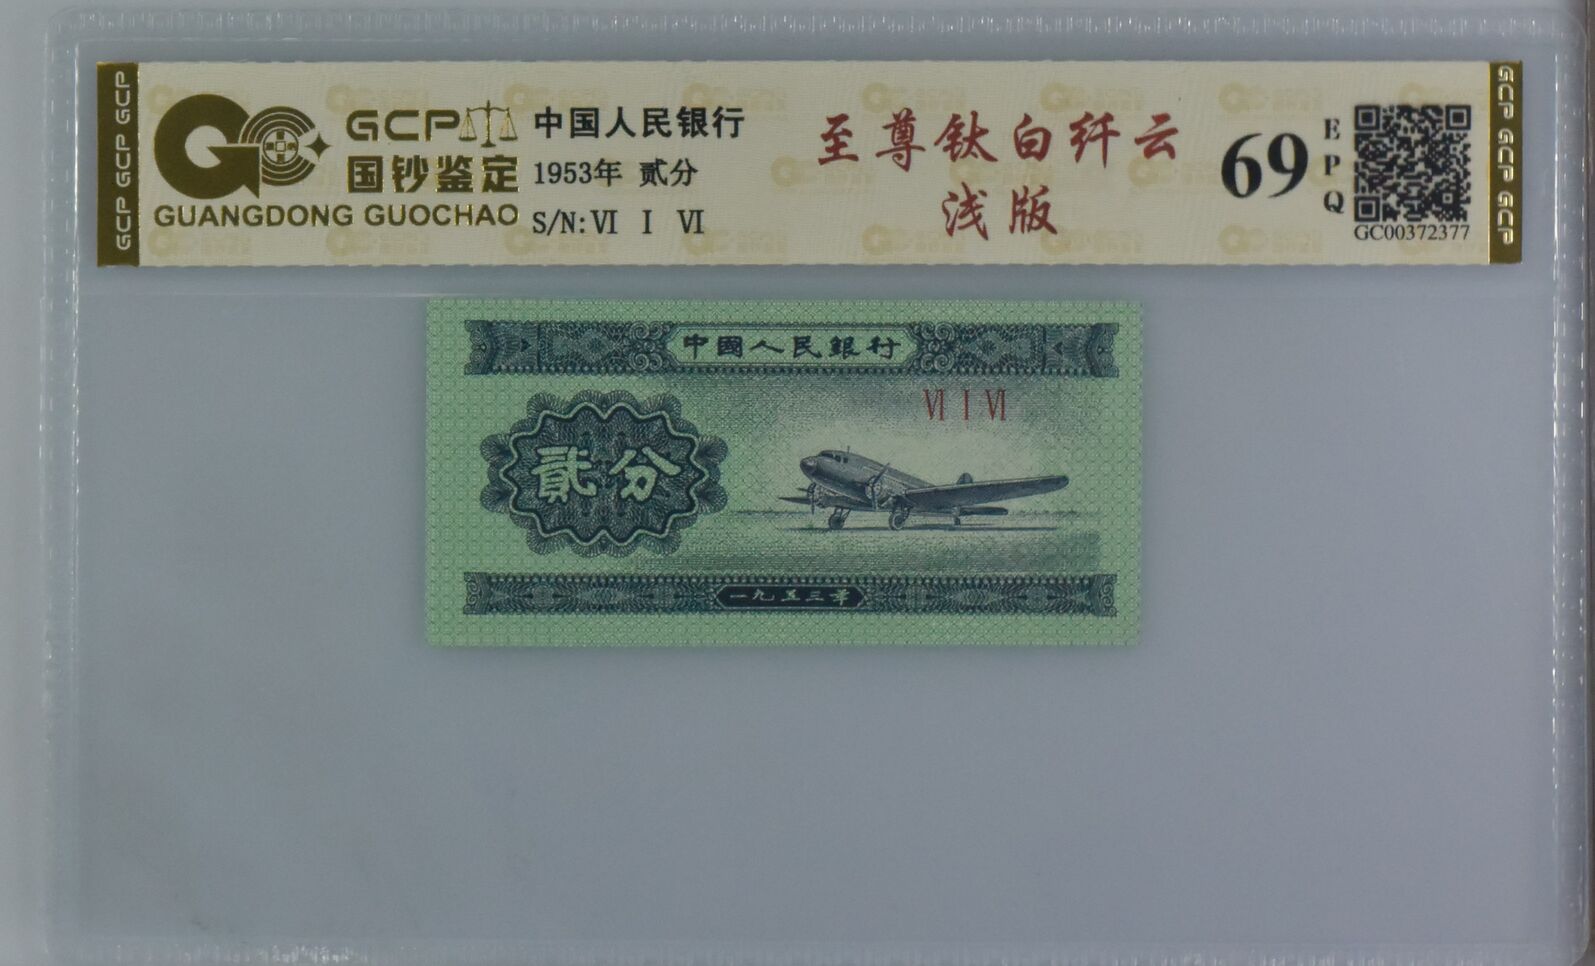 GCP GCP GCP
GCP
国钞鉴定
GUANGDONG GUOCHAO
中国人民银行
1953年 贰分
S/N: Ⅵ Ⅰ Ⅵ
至尊钛白纤云
浅版
69
EPQ
GC00372377
GCP GCP GCP
中國人民銀行
Ⅵ Ⅰ Ⅵ
貳分
一九五三年